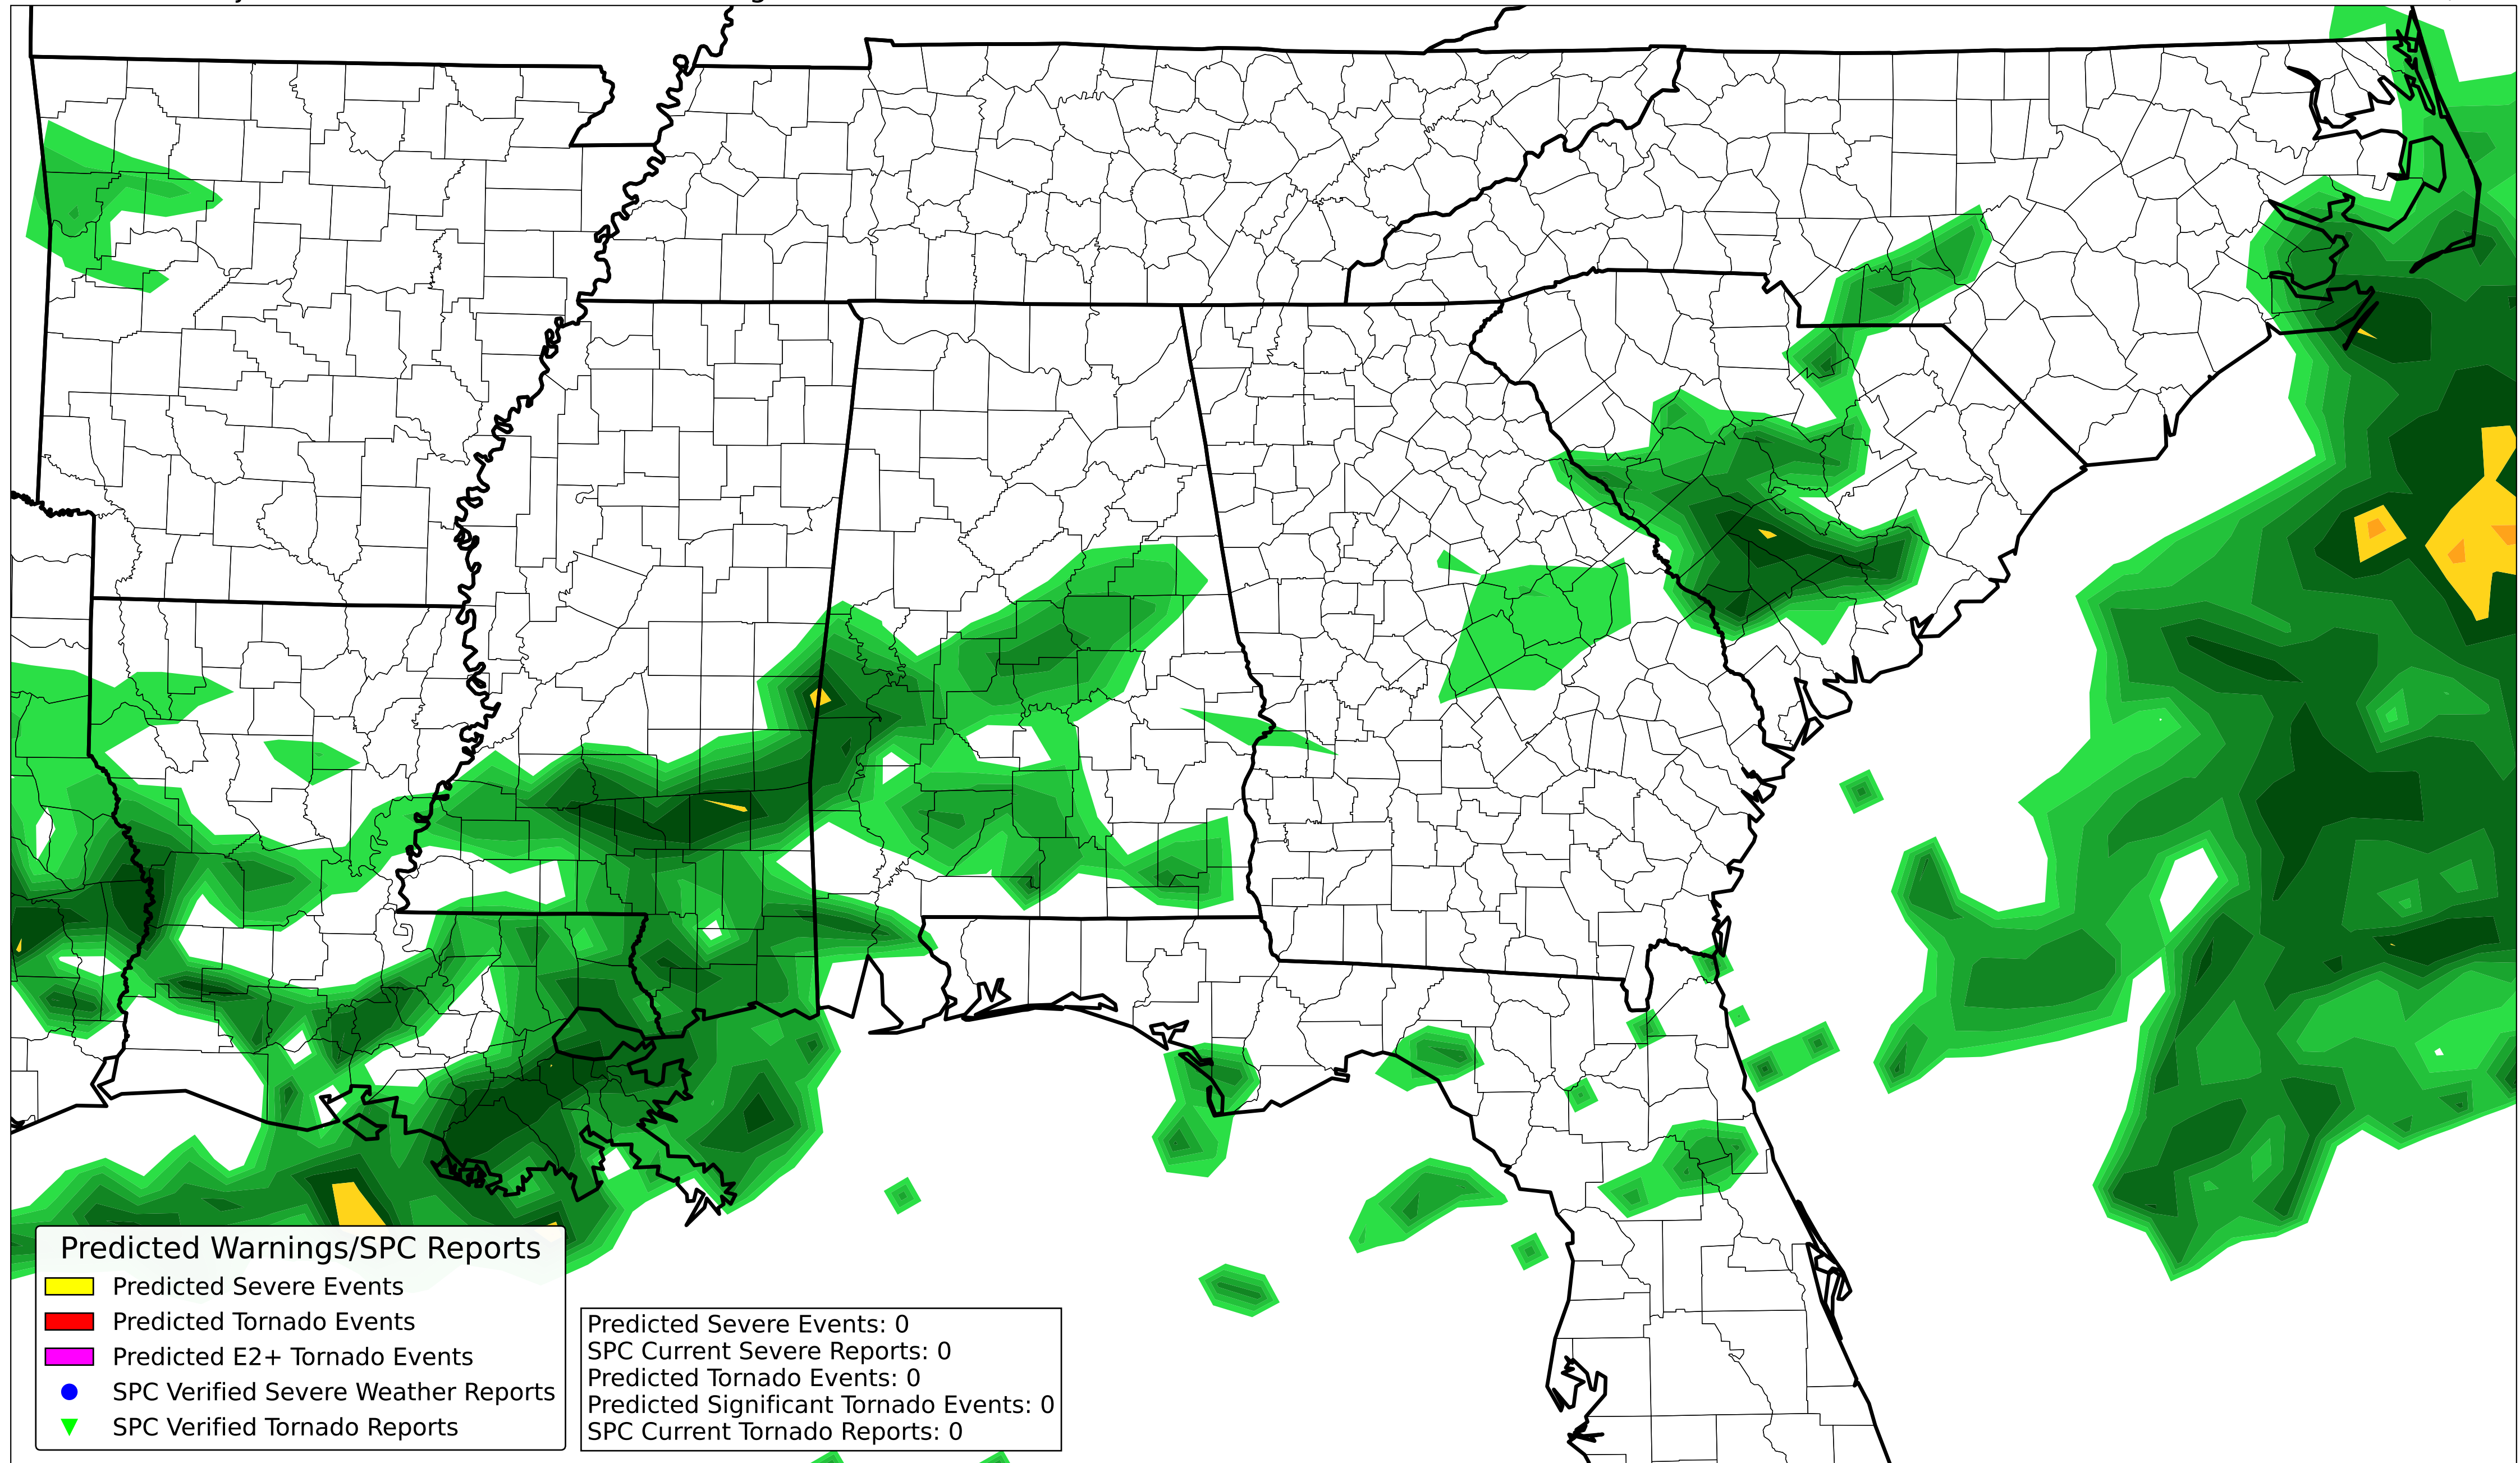 Predicted Warnings/SPC Reports
Predicted Severe Events
Predicted Tornado Events
Predicted E2+ Tornado Events
SPC Verified Severe Weather Reports
SPC Verified Tornado Reports
Predicted Severe Events: 0
SPC Current Severe Reports: 0
Predicted Tornado Events: 0
Predicted Significant Tornado Events: 0
SPC Current Tornado Reports: 0